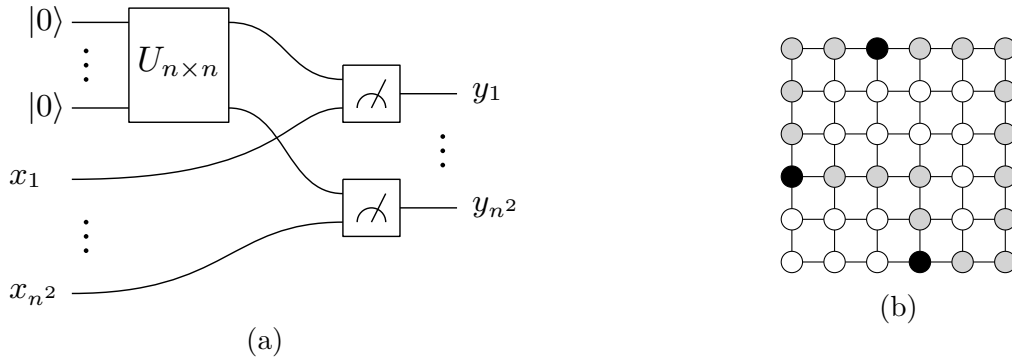 |0⟩
⋮
|0⟩
U_{n×n}
x_1
⋮
x_{n^2}
y_1
⋮
y_{n^2}
(a)
(b)